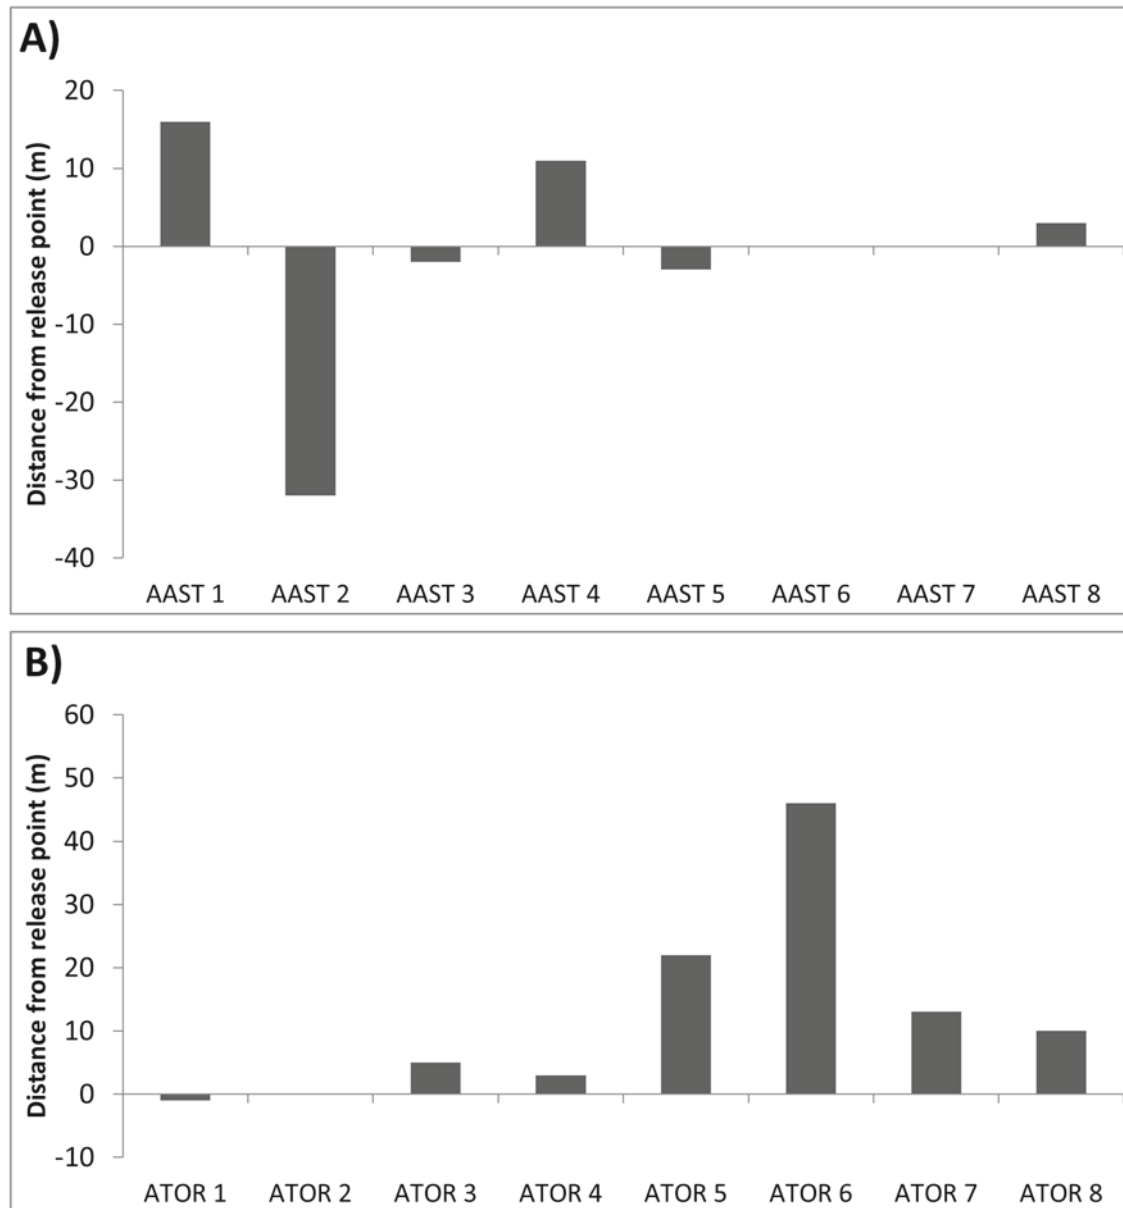 A)
Distance from release point (m)
20
10
0
-10
-20
-30
-40
AAST 1 AAST 2 AAST 3 AAST 4 AAST 5 AAST 6 AAST 7 AAST 8
B)
Distance from release point (m)
60
50
40
30
20
10
0
-10
ATOR 1 ATOR 2 ATOR 3 ATOR 4 ATOR 5 ATOR 6 ATOR 7 ATOR 8